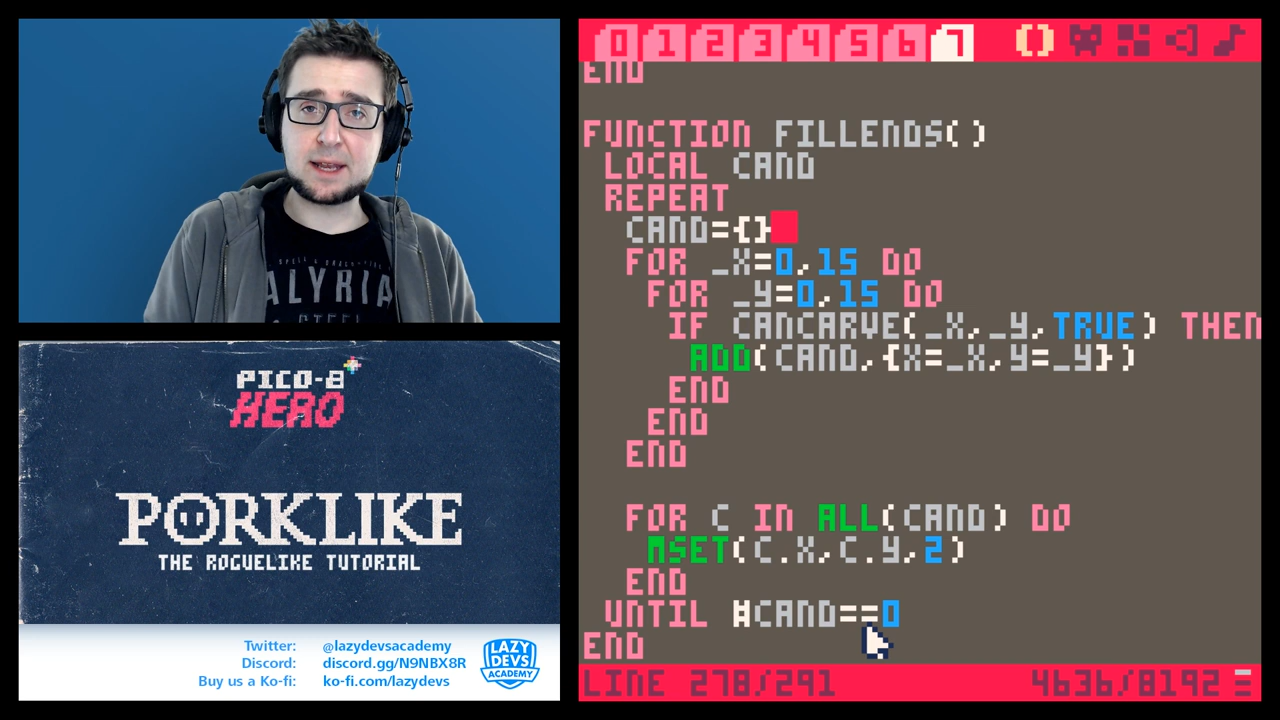 SPELL & DRAGON
ALYRIA
STEEL
PICO-8
HERO
PORKLIKE
THE ROGUELIKE TUTORIAL
Twitter: @lazydevsacademy
Discord: discord.gg/N9NBX8R
Buy us a Ko-fi: ko-fi.com/lazydevs
LAZY
DEVS
ACADEMY
0 1 2 3 4 5 6 7
END
FUNCTION FILLENDS()
LOCAL CAND
REPEAT
CAND={}
FOR _X=0,15 DO
FOR _Y=0,15 DO
IF CANCARVE(_X,_Y,TRUE) THEN
ADD(CAND,{X=_X,Y=_Y})
END
END
END
FOR C IN ALL(CAND) DO
MSET(C.X,C.Y,2)
END
UNTIL #CAND==0
END
LINE 278/291 4636/8192